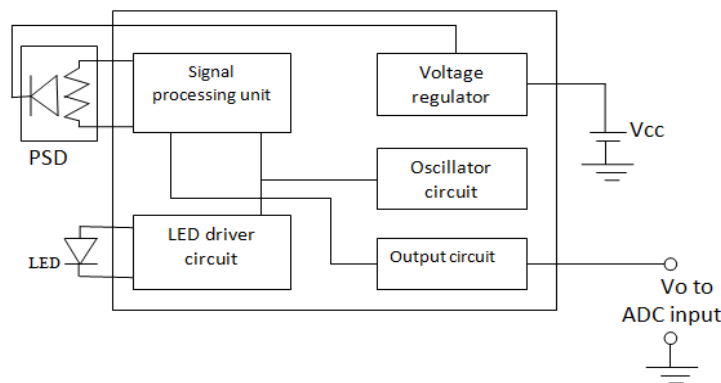 Signal
processing unit
Voltage
regulator
PSD
Vcc
Oscillator
circuit
LED driver
circuit
LED
Output circuit
Vo to
ADC input